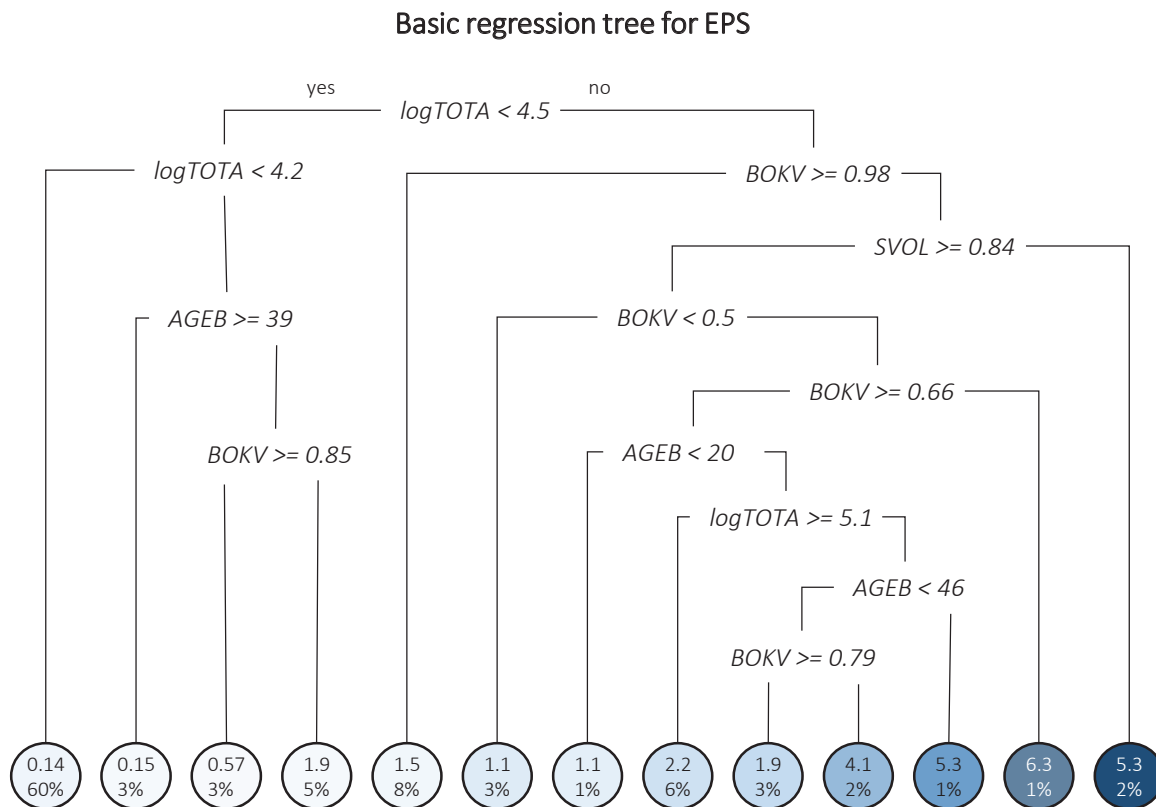 Basic regression tree for EPS
yes
no
logTOTA < 4.5
logTOTA < 4.2
BOKV >= 0.98
SVOL >= 0.84
AGEB >= 39
BOKV < 0.5
BOKV >= 0.66
BOKV >= 0.85
AGEB < 20
logTOTA >= 5.1
AGEB < 46
BOKV >= 0.79
0.14
60%
0.15
3%
0.57
3%
1.9
5%
1.5
8%
1.1
3%
1.1
1%
2.2
6%
1.9
3%
4.1
2%
5.3
1%
6.3
1%
5.3
2%